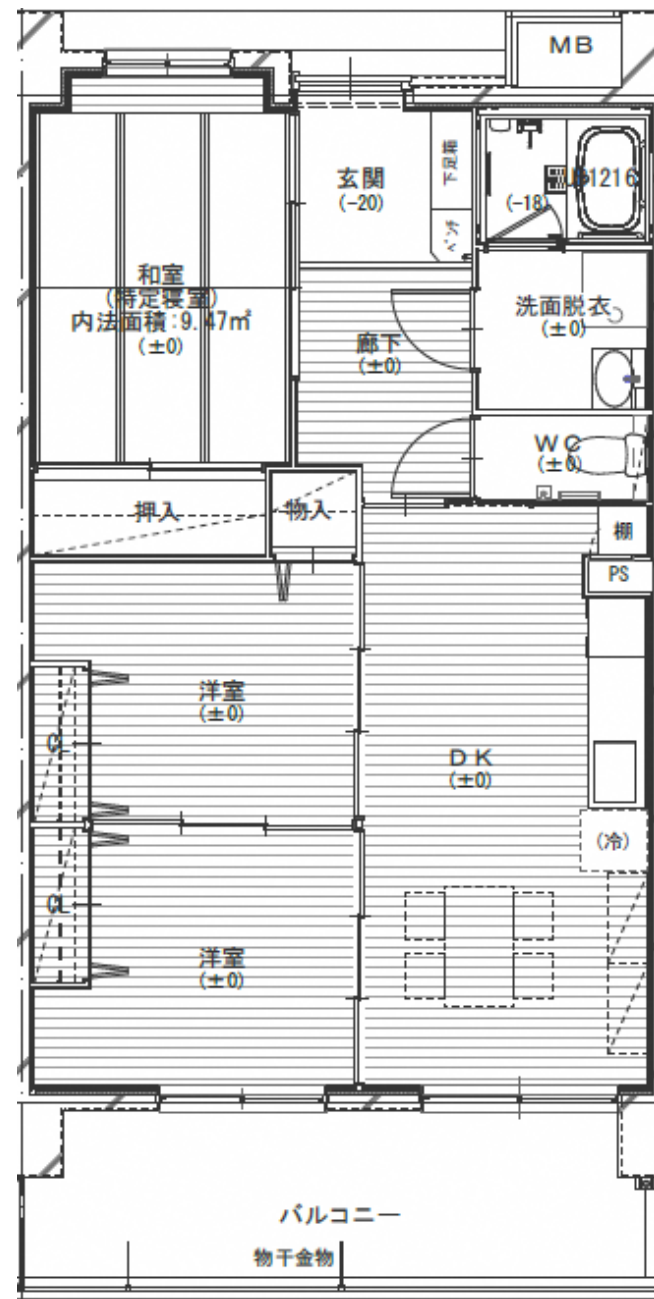 MB
玄関
(-20)
下足箱
ベンチ
UB1216
(-18)
和室
(特定寝室)
内法面積:9.47㎡
(±0)
洗面脱衣
(±0)
廊下
(±0)
WC
(±0)
押入
物入
棚
PS
洋室
(±0)
CL
DK
(±0)
(冷)
CL
洋室
(±0)
バルコニー
物干金物